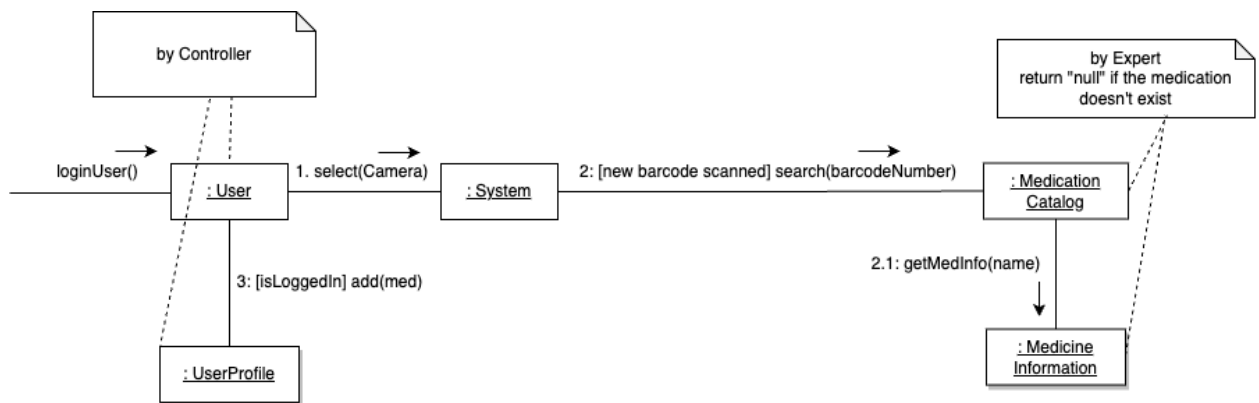 by Controller
by Expert
return "null" if the medication
doesn't exist
loginUser()
1. select(Camera)
2: [new barcode scanned] search(barcodeNumber)
: User
: System
: Medication
Catalog
3: [isLoggedIn] add(med)
2.1: getMedInfo(name)
: UserProfile
: Medicine
Information